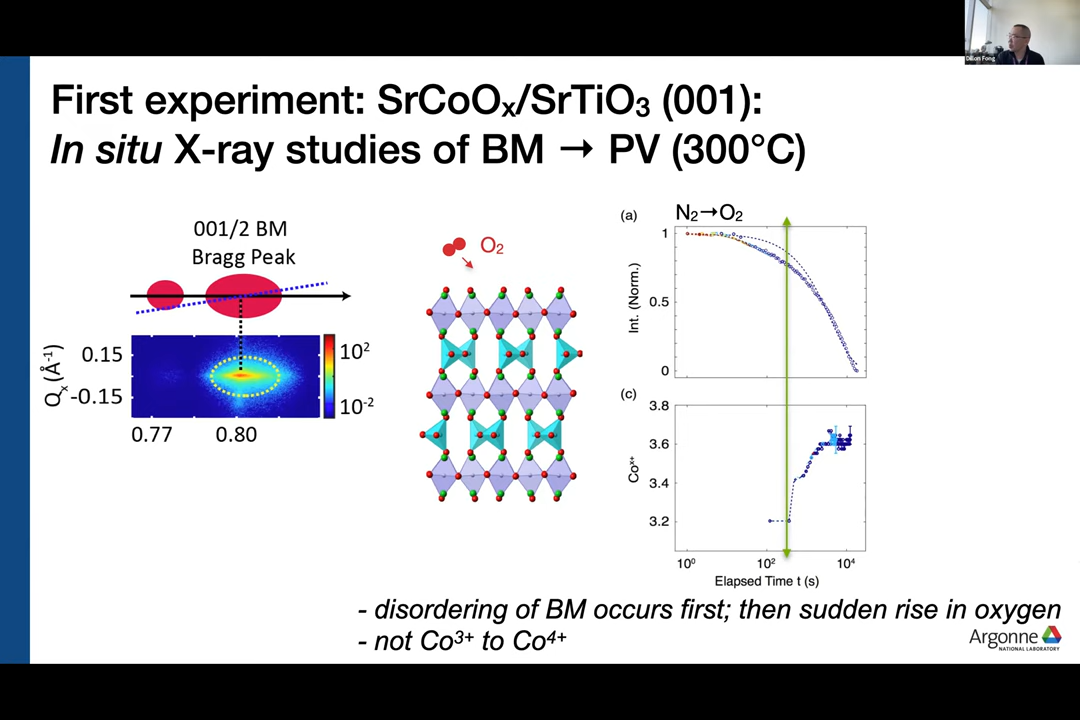 Dillon Fong
First experiment: SrCoOₓ/SrTiO₃ (001):
In situ X-ray studies of BM → PV (300°C)
001/2 BM
Bragg Peak
Qₓ (Å⁻¹)
0.15
-0.15
0.77
0.80
10²
10⁻²
O₂
(a)
N₂→O₂
Int. (Norm.)
1
0.5
0
(c)
Coˣ⁺
3.8
3.6
3.4
3.2
10⁰
10²
10⁴
Elapsed Time t (s)
- disordering of BM occurs first; then sudden rise in oxygen
- not Co³⁺ to Co⁴⁺
Argonne
NATIONAL LABORATORY